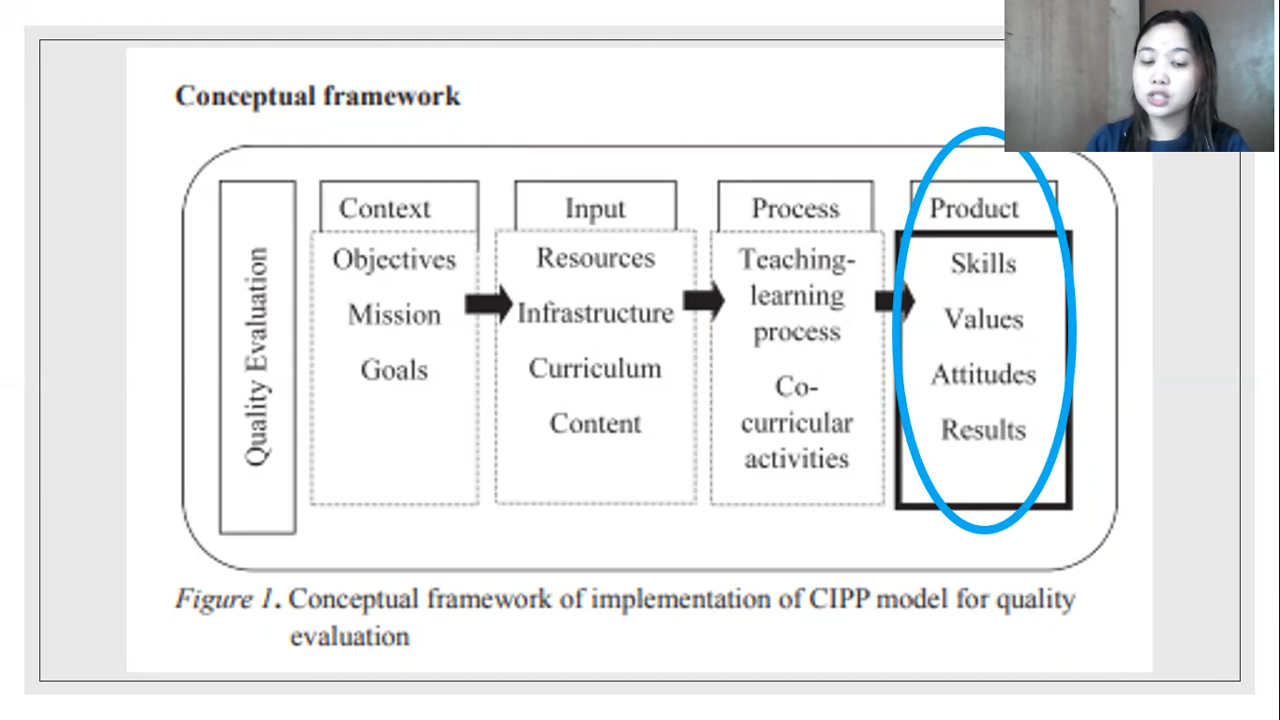 Conceptual framework
Quality Evaluation
Context
Objectives
Mission
Goals
Input
Resources
Infrastructure
Curriculum
Content
Process
Teaching-
learning
process
Co-
curricular
activities
Product
Skills
Values
Attitudes
Results
Figure 1. Conceptual framework of implementation of CIPP model for quality
evaluation